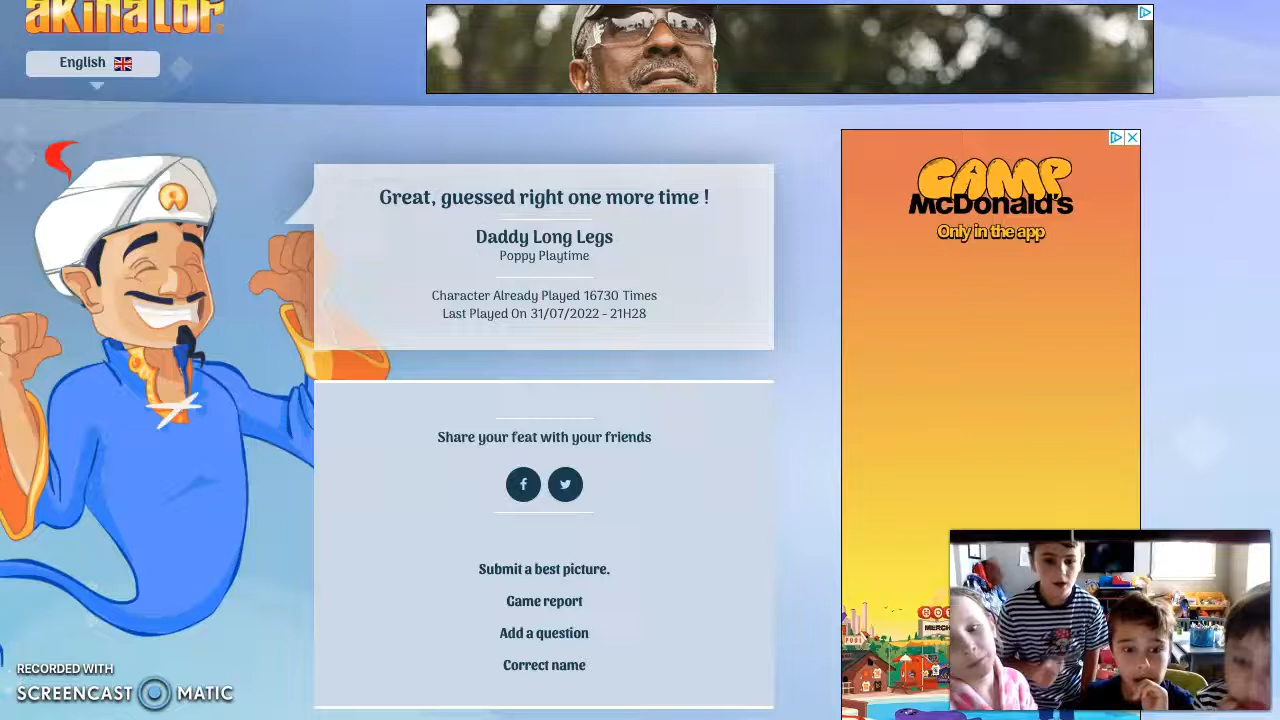 akinator
English
Great, guessed right one more time !
Daddy Long Legs
Poppy Playtime
Character Already Played 16730 Times
Last Played On 31/07/2022 - 21H28
Share your feat with your friends
Submit a best picture.
Game report
Add a question
Correct name
CAMP
McDonald's
Only in the app
MERCH
POOL
RECORDED WITH
SCREENCAST MATIC